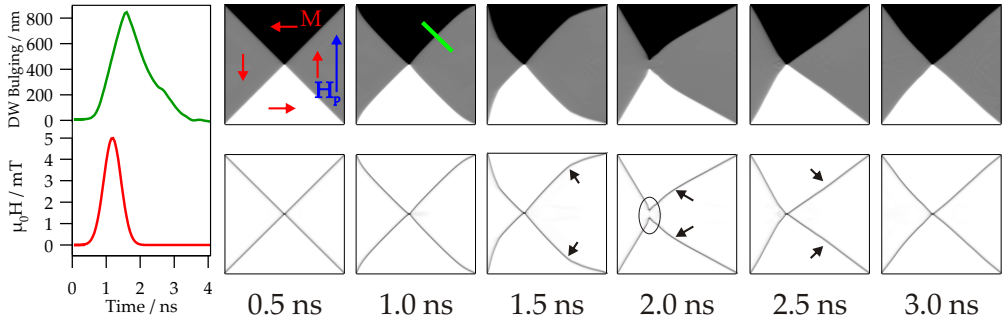 DW Bulging / nm
800
600
400
200
0
μ₀H / mT
5
4
3
2
1
0
0 1 2 3 4
Time / ns
M
Hₚ
0.5 ns 1.0 ns 1.5 ns 2.0 ns 2.5 ns 3.0 ns